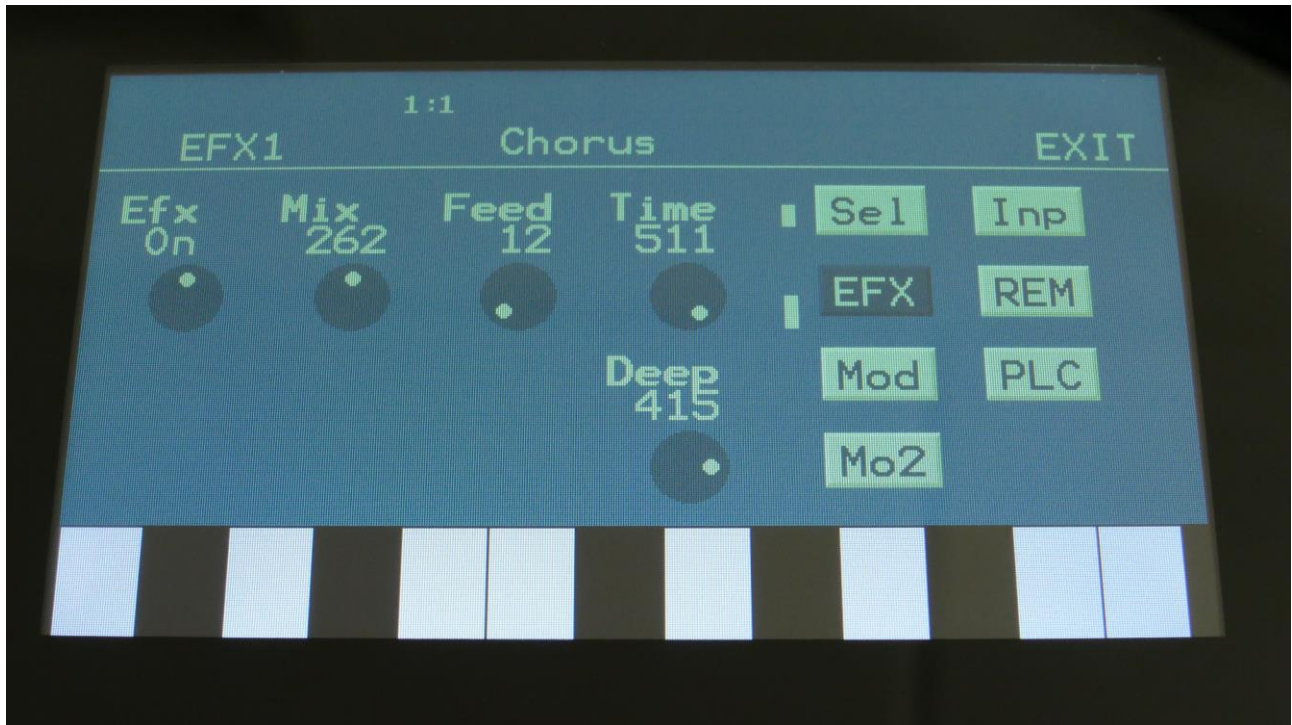 1:1
EFX1 Chorus EXIT
Efx Mix Feed Time Sel Inp
On 262 12 511
EFX REM
Deep Mod PLC
415
Mo2